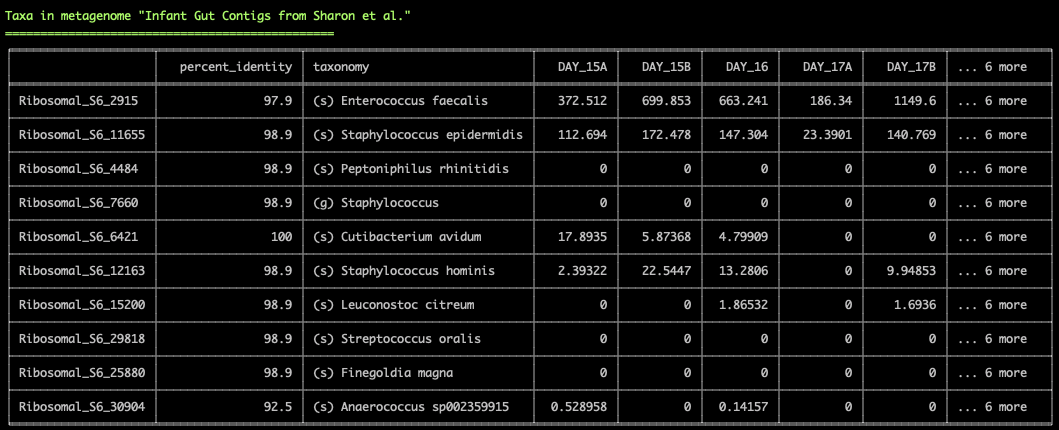 Taxa in metagenome "Infant Gut Contigs from Sharon et al."
===============================================
percent_identity taxonomy DAY_15A DAY_15B DAY_16 DAY_17A DAY_17B ... 6 more
Ribosomal_S6_2915 97.9 (s) Enterococcus faecalis 372.512 699.853 663.241 186.34 1149.6 ... 6 more
Ribosomal_S6_11655 98.9 (s) Staphylococcus epidermidis 112.694 172.478 147.304 23.3901 140.769 ... 6 more
Ribosomal_S6_4484 98.9 (s) Peptoniphilus rhinitidis 0 0 0 0 0 ... 6 more
Ribosomal_S6_7660 98.9 (g) Staphylococcus 0 0 0 0 0 ... 6 more
Ribosomal_S6_6421 100 (s) Cutibacterium avidum 17.8935 5.87368 4.79909 0 0 ... 6 more
Ribosomal_S6_12163 98.9 (s) Staphylococcus hominis 2.39322 22.5447 13.2806 0 9.94853 ... 6 more
Ribosomal_S6_15200 98.9 (s) Leuconostoc citreum 0 0 1.86532 0 1.6936 ... 6 more
Ribosomal_S6_29818 98.9 (s) Streptococcus oralis 0 0 0 0 0 ... 6 more
Ribosomal_S6_25880 98.9 (s) Finegoldia magna 0 0 0 0 0 ... 6 more
Ribosomal_S6_30904 92.5 (s) Anaerococcus sp002359915 0.528958 0 0.14157 0 0 ... 6 more